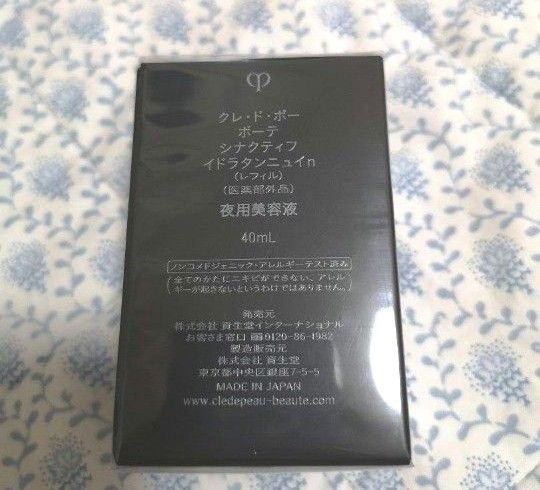 クレ・ド・ポー
ボーテ
シナクティフ
イドラタンニュイn
(レフィル)
(医薬部外品)
夜用美容液
40mL
ノンコメドジェニック・アレルギーテスト済み
(全てのかたにニキビができない、アレル
ギーが起きないというわけではありません。)
発売元
株式会社 資生堂インターナショナル
お客さま窓口 0120-86-1982
製造販売元
株式会社 資生堂
東京都中央区銀座7-5-5
MADE IN JAPAN
www.cledepeau-beaute.com